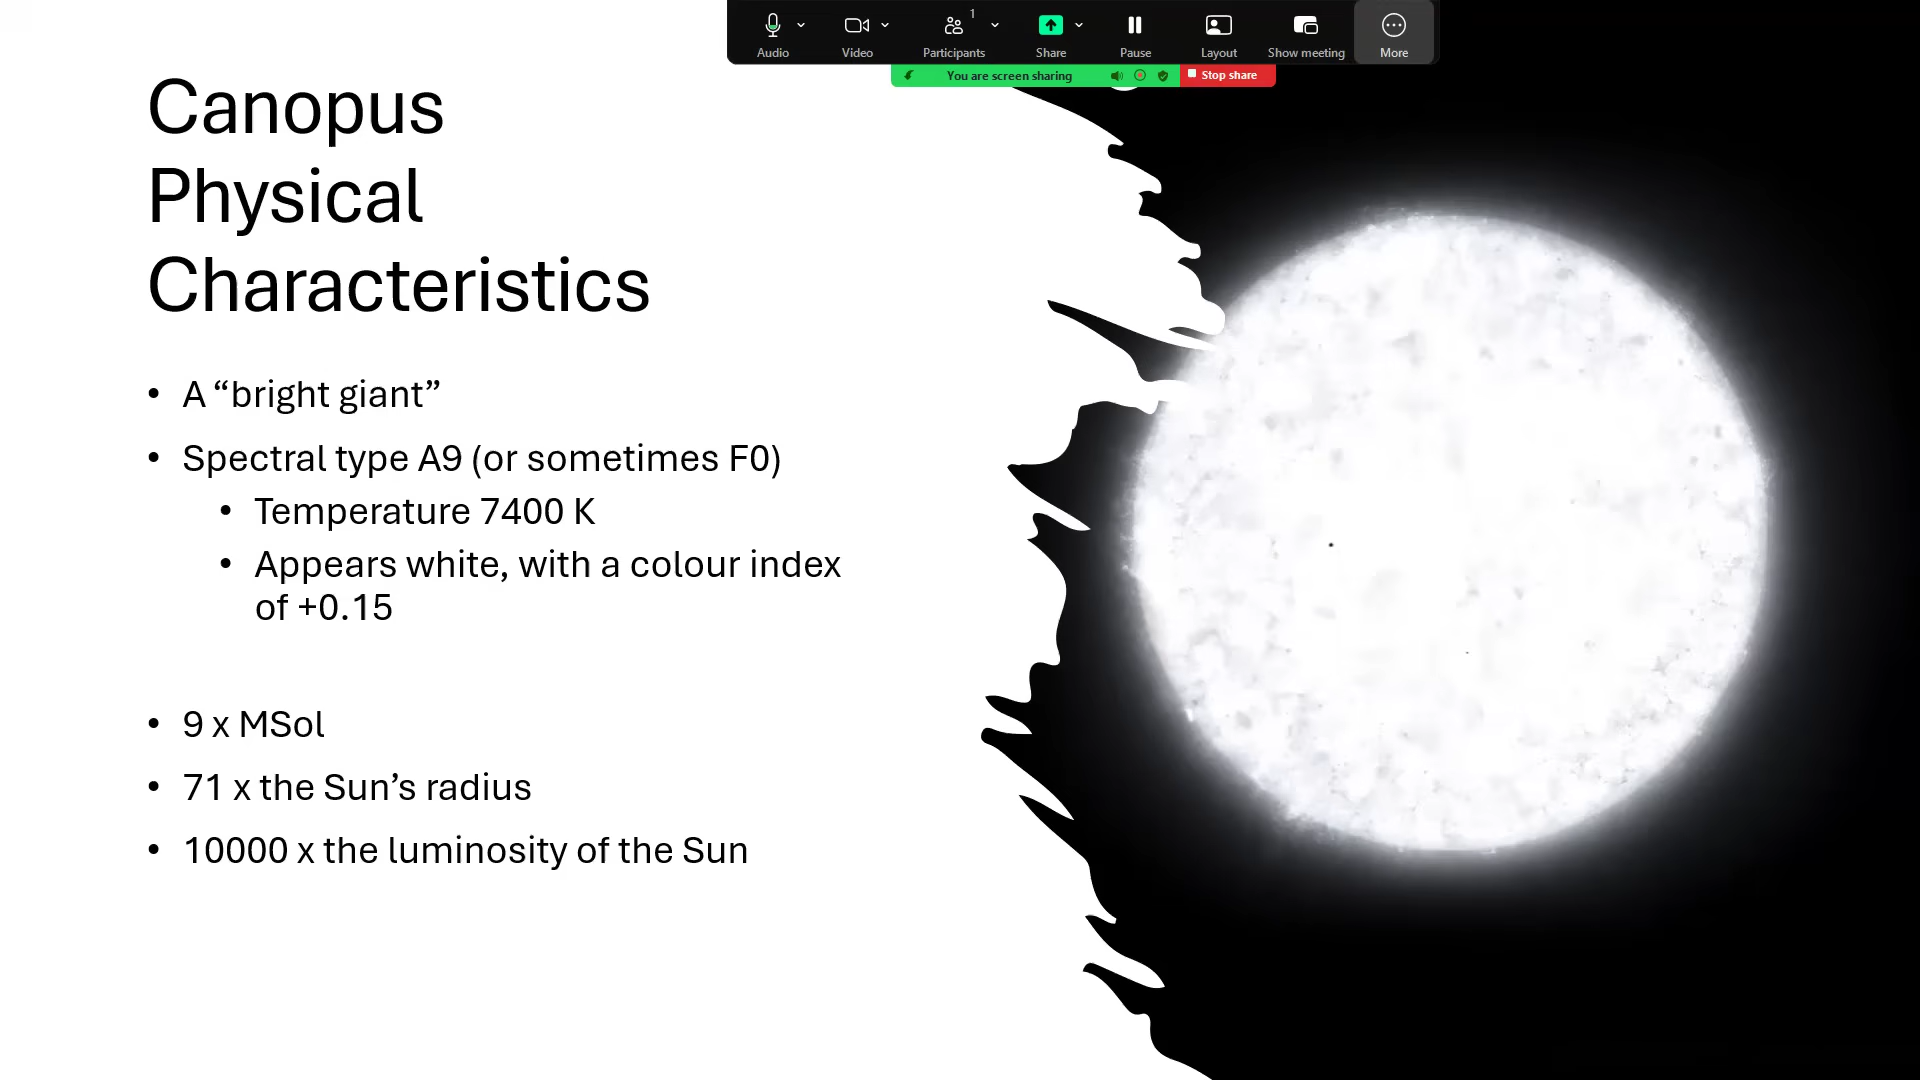 1
Audio
Video
Participants
Share
Pause
Layout
Show meeting
More
You are screen sharing
Stop share
Canopus
Physical
Characteristics
• A “bright giant”
• Spectral type A9 (or sometimes F0)
• Temperature 7400 K
• Appears white, with a colour index
of +0.15
• 9 x MSol
• 71 x the Sun’s radius
• 10000 x the luminosity of the Sun